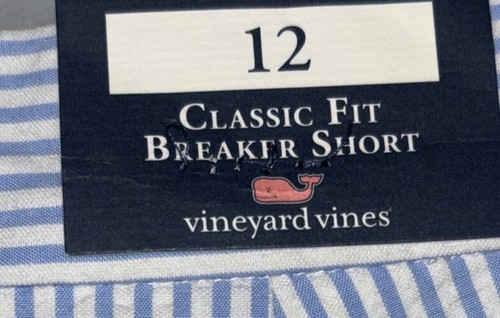 12
CLASSIC FIT
BREAKER SHORT
vineyard vines